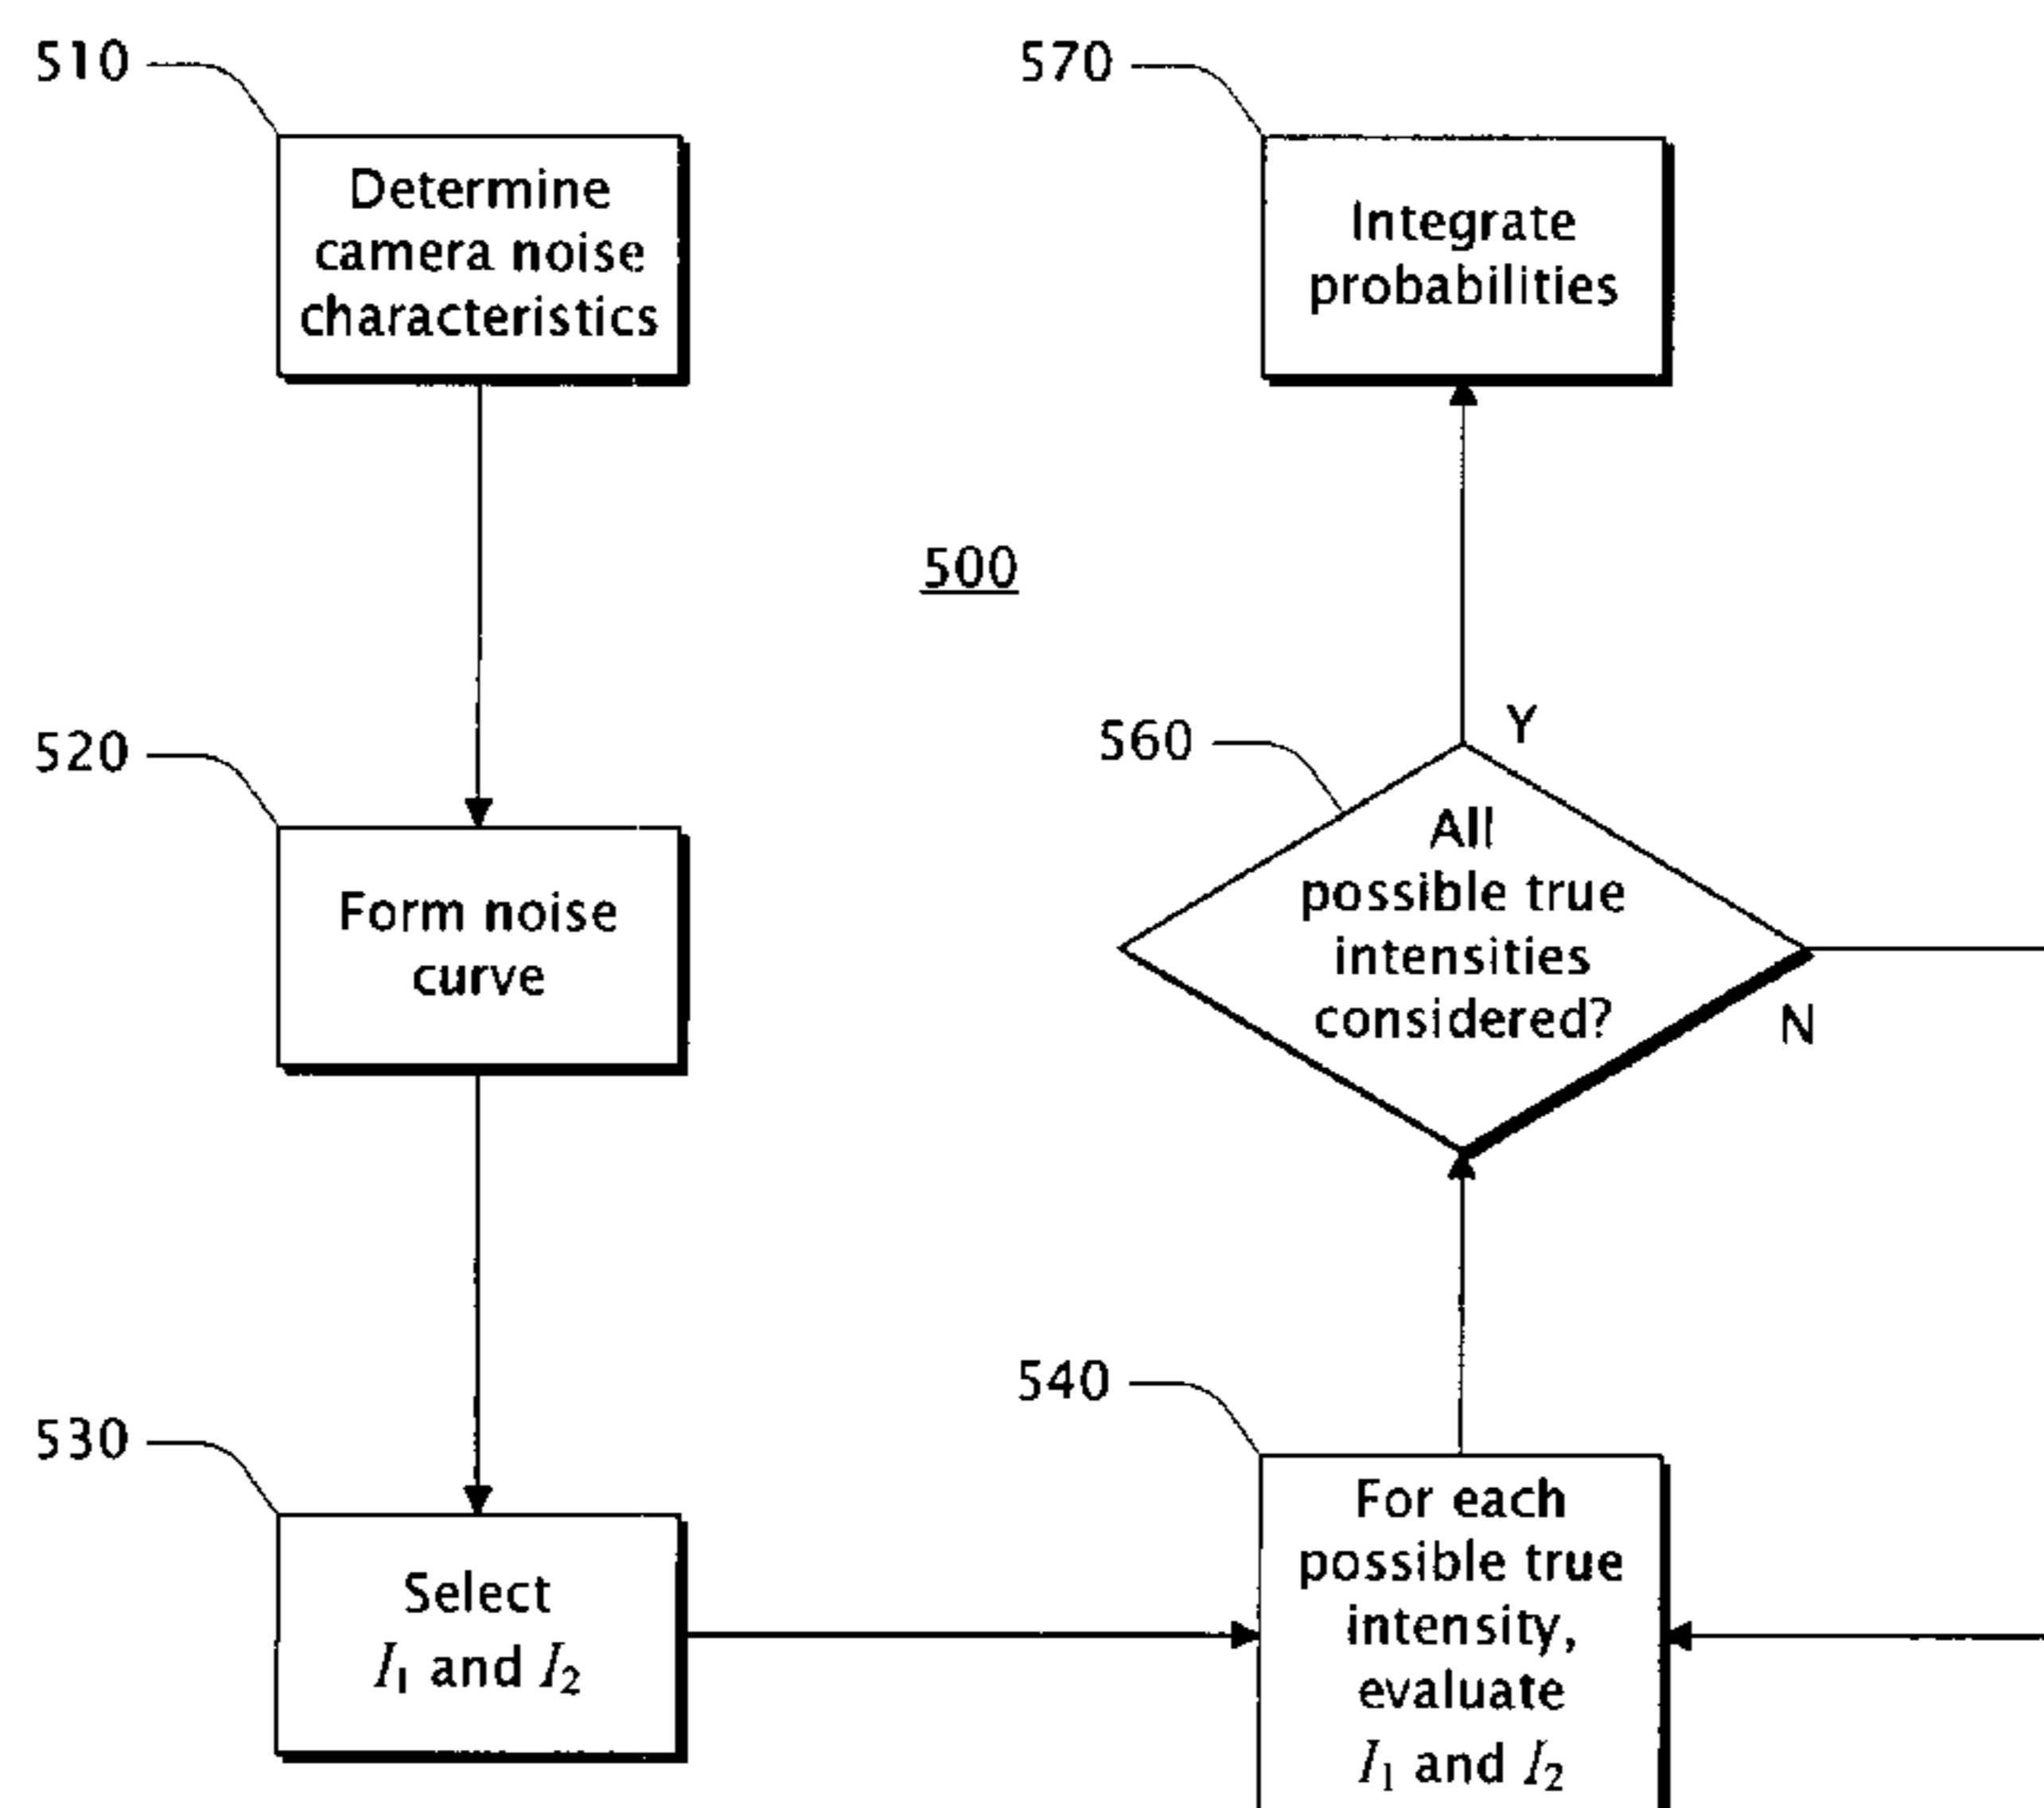 510
Determine
camera noise
characteristics
520
Form noise
curve
530
Select
I₁ and I₂
500
570
Integrate
probabilities
560
Y
All
possible true
intensities
considered?
N
540
For each
possible true
intensity,
evaluate
I₁ and I₂